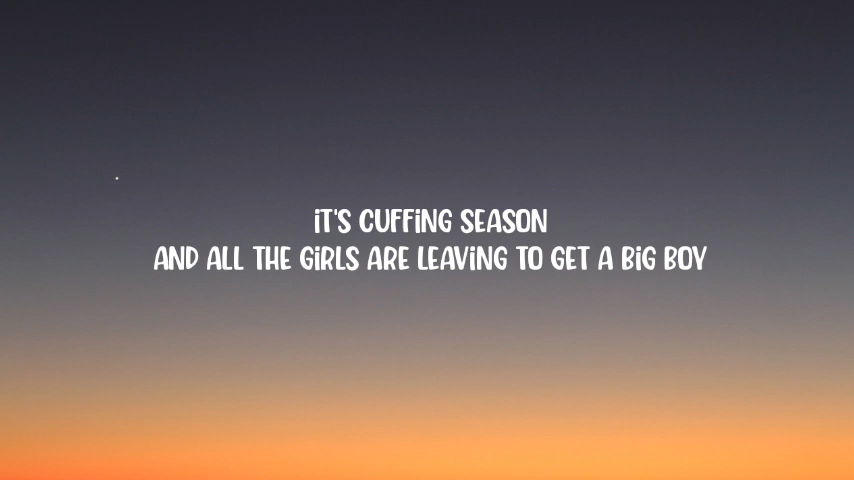 IT'S CUFFING SEASON
AND ALL THE GIRLS ARE LEAVING TO GET A BIG BOY